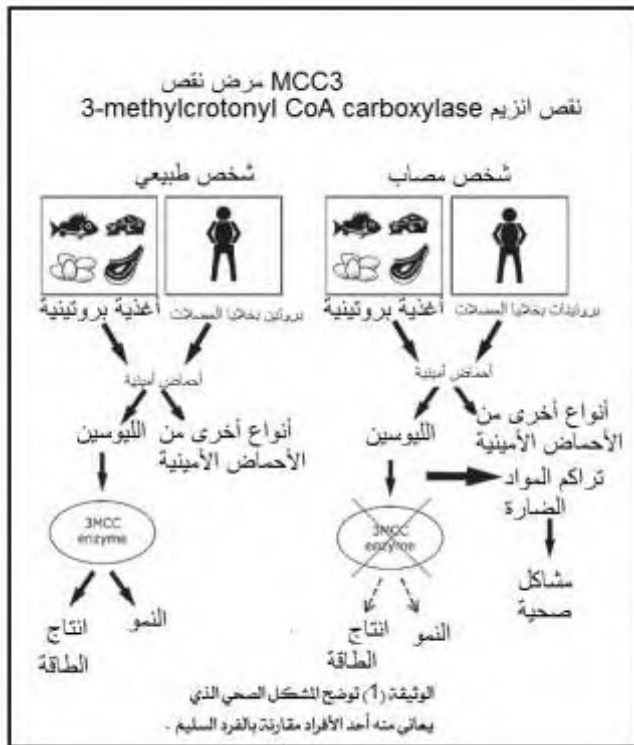 MCC3 مرض نقص
نقص انزيم 3-methylcrotonyl CoA carboxylase
شخص مصاب
شخص طبيعي
أغذية بروتينية
بروتينات بخلايا العضلات
أغذية بروتينية
بروتين بخلايا العضلات
أحماض أمينية
أحماض أمينية
أنواع أخرى من
الأحماض الأمينية
الليوسين
أنواع أخرى من
الأحماض الأمينية
الليوسين
تراكم المواد
الضارة
3MCC
enzyme
3MCC
enzyme
مشاكل
صحية
النمو
انتاج
الطاقة
النمو
انتاج
الطاقة
الوثيقة (1) توضح المشكل الصحي الذي
يعاني منه أحد الأفراد مقارنة بالفرد السليم .